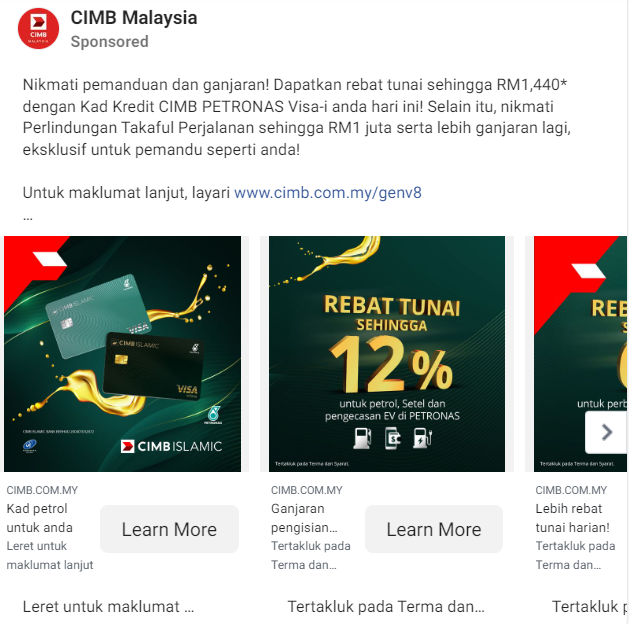 CIMB Malaysia
Sponsored
Nikmati pemanduan dan ganjaran! Dapatkan rebat tunai sehingga RM1,440*
dengan Kad Kredit CIMB PETRONAS Visa-i anda hari ini! Selain itu, nikmati
Perlindungan Takaful Perjalanan sehingga RM1 juta serta lebih ganjaran lagi,
eksklusif untuk pemandu seperti anda!
Untuk maklumat lanjut, layari www.cimb.com.my/genv8
...
CIMB ISLAMIC
VISA
CIMB ISLAMIC
VISA
PETRONAS
CIMB ISLAMIC
REBAT TUNAI
SEHINGGA
12%
untuk petrol, Setel dan
pengecasan EV di PETRONAS
Tertakluk pada Terma dan Syarat.
REB
SE
untuk perb
Tertakluk pada Terma dan Syarat.
CIMB.COM.MY
Kad petrol
untuk anda
Leret untuk
maklumat lanjut
Learn More
CIMB.COM.MY
Ganjaran
pengisian...
Tertakluk pada
Terma dan...
Learn More
CIMB.COM.MY
Lebih rebat
tunai harian!
Tertakluk pada
Terma dan...
Leret untuk maklumat ...
Tertakluk pada Terma dan...
Tertakluk p